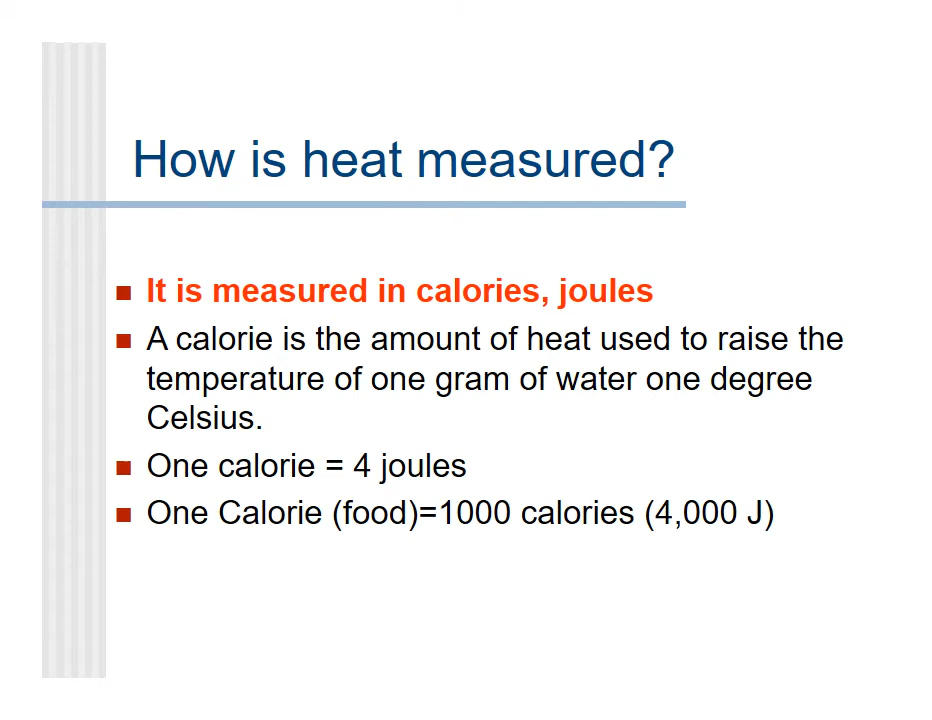 How is heat measured?
It is measured in calories, joules
A calorie is the amount of heat used to raise the
temperature of one gram of water one degree
Celsius.
One calorie = 4 joules
One Calorie (food)=1000 calories (4,000 J)